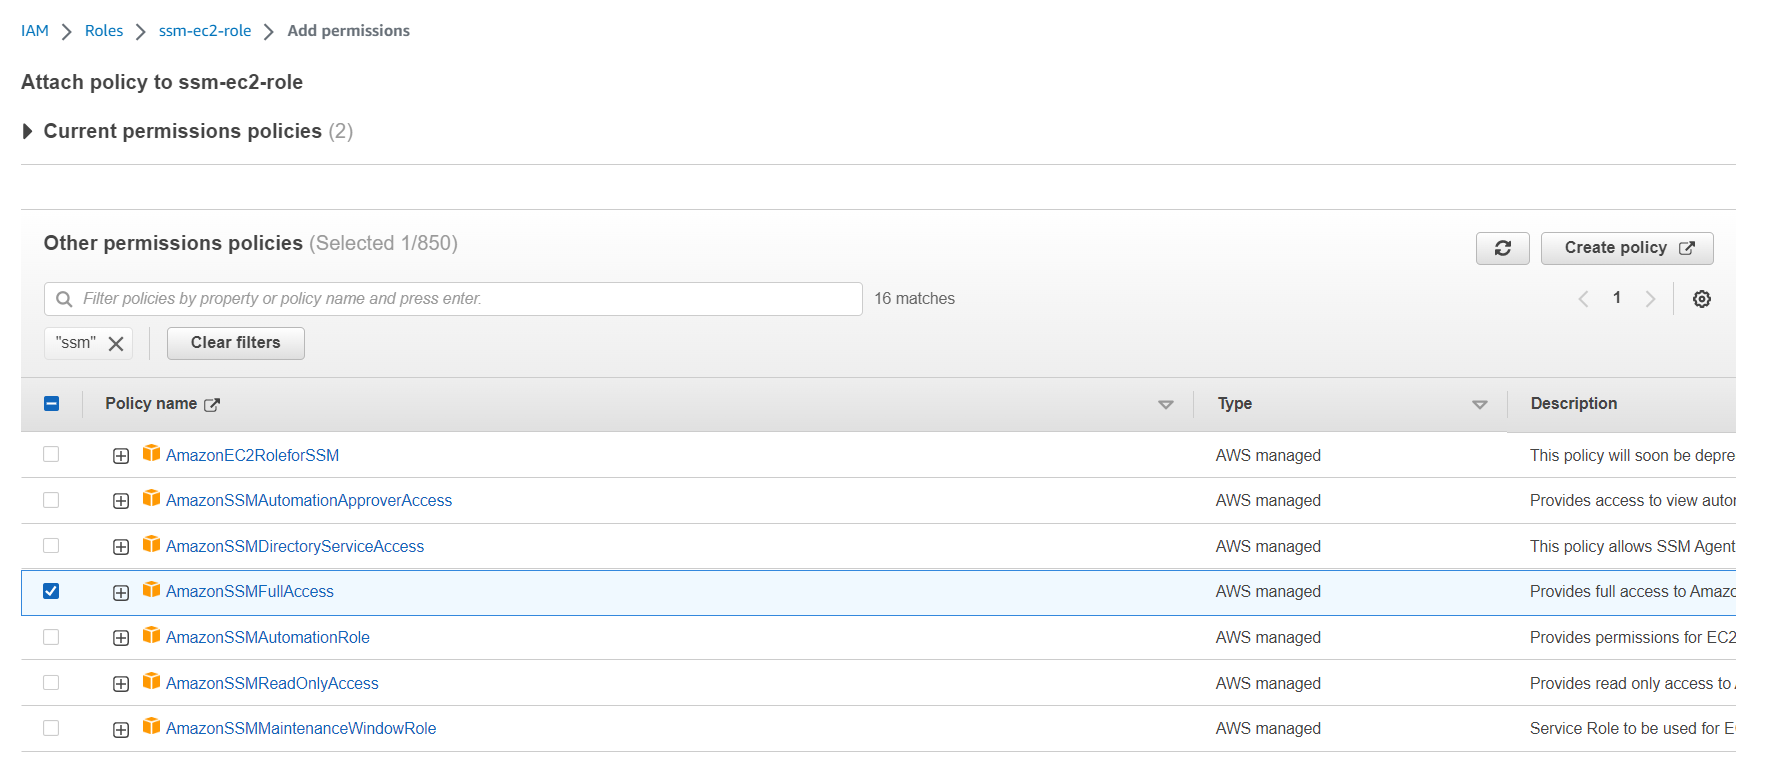 IAM Roles ssm-ec2-role Add permissions
Attach policy to ssm-ec2-role
Current permissions policies (2)
Other permissions policies (Selected 1/850)
Create policy
Filter policies by property or policy name and press enter.
16 matches
1
"ssm"
Clear filters
Policy name Type Description
AmazonEC2RoleforSSM AWS managed This policy will soon be depre
AmazonSSMAutomationApproverAccess AWS managed Provides access to view autor
AmazonSSMDirectoryServiceAccess AWS managed This policy allows SSM Agent
AmazonSSMFullAccess AWS managed Provides full access to Amazo
AmazonSSMAutomationRole AWS managed Provides permissions for EC2
AmazonSSMReadOnlyAccess AWS managed Provides read only access to
AmazonSSMMaintenanceWindowRole AWS managed Service Role to be used for E